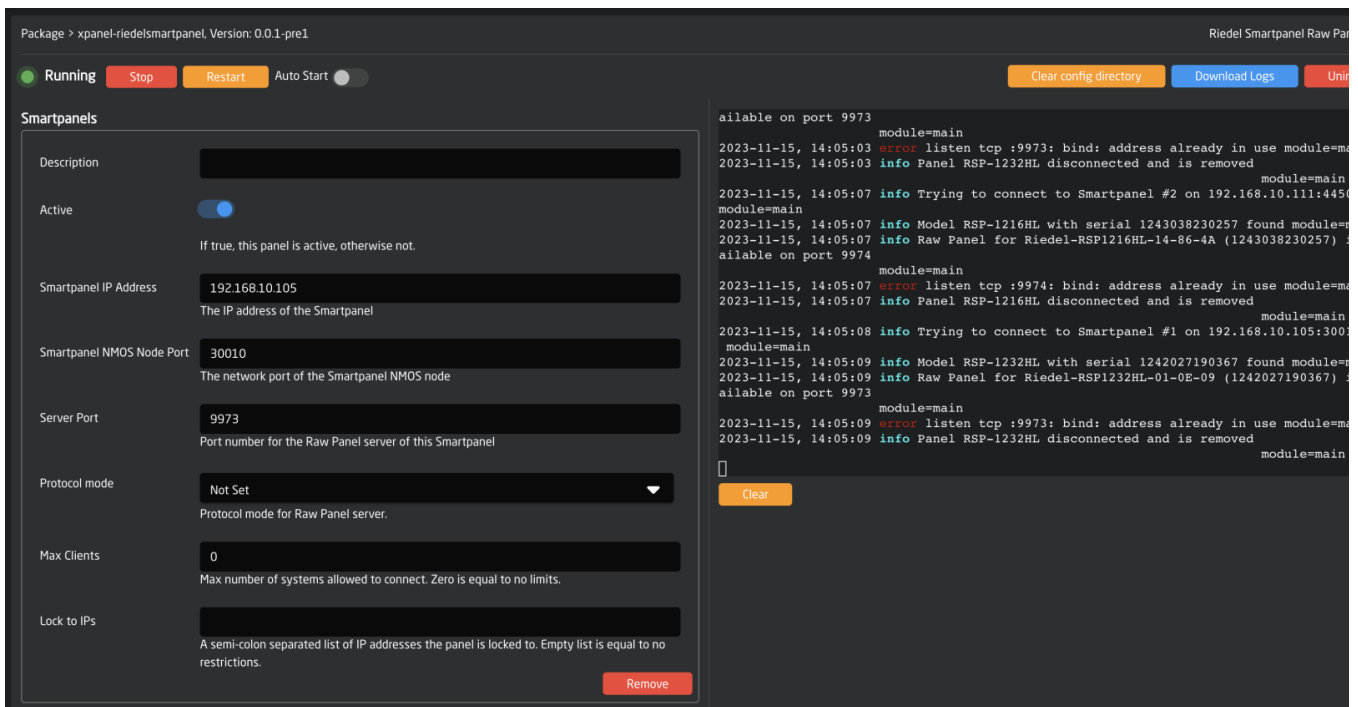 Package > xpanel-riedelsmartpanel, Version: 0.0.1-pre1
Riedel Smartpanel Raw
Running
Stop
Restart
Auto Start
Clear config directory
Download Logs
Smartpanels
Description
Active
If true, this panel is active, otherwise not.
Smartpanel IP Address
192.168.10.105
The IP address of the Smartpanel
Smartpanel NMOS Node Port
30010
The network port of the Smartpanel NMOS node
Server Port
9973
Port number for the Raw Panel server of this Smartpanel
Protocol mode
Not Set
Protocol mode for Raw Panel server.
Max Clients
0
Max number of systems allowed to connect. Zero is equal to no limits.
Lock to IPs
A semi-colon separated list of IP addresses the panel is locked to. Empty list is equal to no
restrictions.
Remove
ailable on port 9973
module=main
2023-11-15, 14:05:03 error listen tcp :9973: bind: address already in use module=ma
2023-11-15, 14:05:03 info Panel RSP-1232HL disconnected and is removed
module=main
2023-11-15, 14:05:07 info Trying to connect to Smartpanel #2 on 192.168.10.111:4450
module=main
2023-11-15, 14:05:07 info Model RSP-1216HL with serial 1243038230257 found module=m
2023-11-15, 14:05:07 info Raw Panel for Riedel-RSP1216HL-14-86-4A (1243038230257) i
ailable on port 9974
module=main
2023-11-15, 14:05:07 error listen tcp :9974: bind: address already in use module=ma
2023-11-15, 14:05:07 info Panel RSP-1216HL disconnected and is removed
module=main
2023-11-15, 14:05:08 info Trying to connect to Smartpanel #1 on 192.168.10.105:3001
module=main
2023-11-15, 14:05:09 info Model RSP-1232HL with serial 1242027190367 found module=m
2023-11-15, 14:05:09 info Raw Panel for Riedel-RSP1232HL-01-0E-09 (1242027190367) i
ailable on port 9973
module=main
2023-11-15, 14:05:09 error listen tcp :9973: bind: address already in use module=ma
2023-11-15, 14:05:09 info Panel RSP-1232HL disconnected and is removed
module=main
Clear